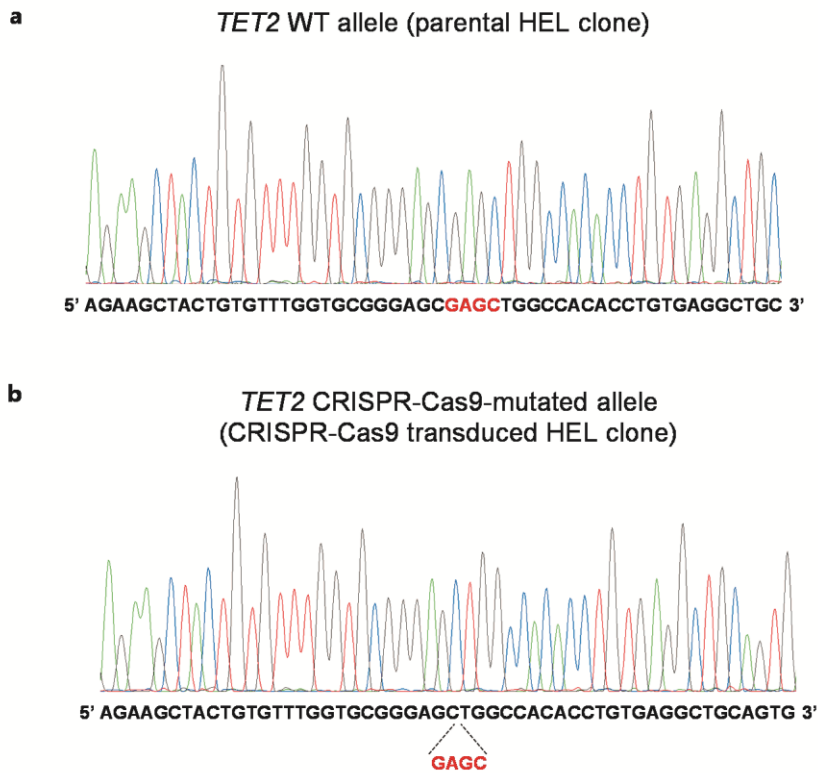 a
TET2 WT allele (parental HEL clone)
5’ AGAAGCTACTGTGTTTGGTGCGGGAGCGAGCTGGCCACACCTGTGAGGCTGC 3’
b
TET2 CRISPR-Cas9-mutated allele
(CRISPR-Cas9 transduced HEL clone)
5’ AGAAGCTACTGTGTTTGGTGCGGGAGCTGGCCACACCTGTGAGGCTGCAGTG 3’
GAGC